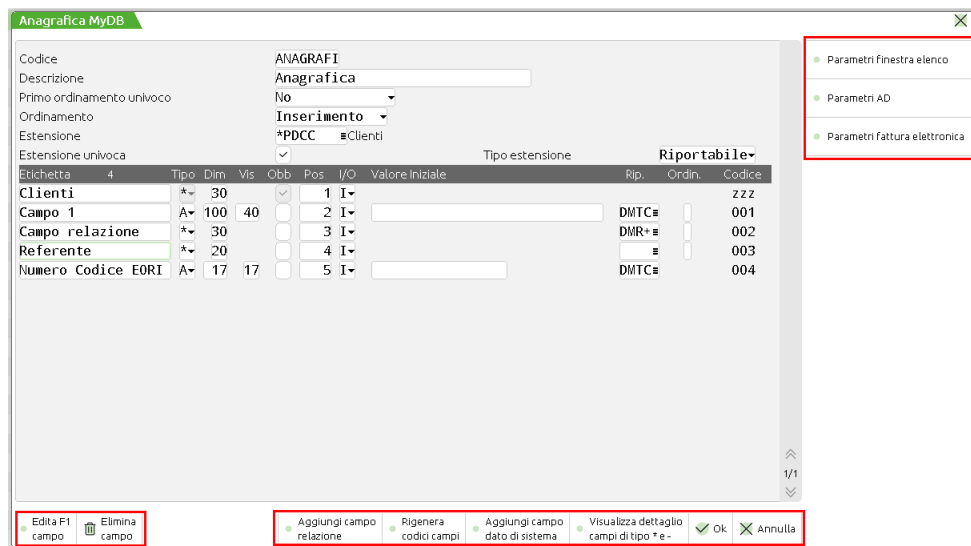 Anagrafica MyDB
Codice ANAGRAFI
Descrizione Anagrafica
Primo ordinamento univoco No
Ordinamento Inserimento
Estensione *PDCC Clienti
Estensione univoca Tipo estensione Riportabile
Etichetta 4 Tipo Dim Vis Obb Pos I/O Valore Iniziale Rip. Ordin. Codice
Clienti * 30 1 I zzz
Campo 1 A 100 40 2 I DMTC 001
Campo relazione * 30 3 I DMR+ 002
Referente * 20 4 I 003
Numero Codice EORI A 17 17 5 I DMTC 004
1/1
Parametri finestra elenco
Parametri AD
Parametri fattura elettronica
Edita F1 campo
Elimina campo
Aggiungi campo relazione
Rigenera codici campi
Aggiungi campo dato di sistema
Visualizza dettaglio campi di tipo * e -
Ok
Annulla